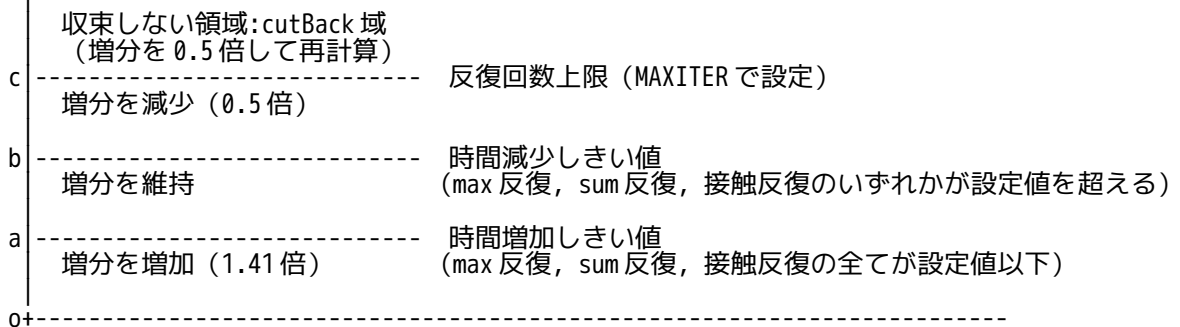 収束しない領域:cutBack域
（増分を0.5倍して再計算）
c|----------------------------- 反復回数上限（MAXITERで設定）
増分を減少（0.5倍）
b|----------------------------- 時間減少しきい値
増分を維持 （max反復，sum反復，接触反復のいずれかが設定値を超える）
a|----------------------------- 時間増加しきい値
増分を増加（1.41倍） （max反復，sum反復，接触反復の全てが設定値以下）
o+-------------------------------------------------------------------------